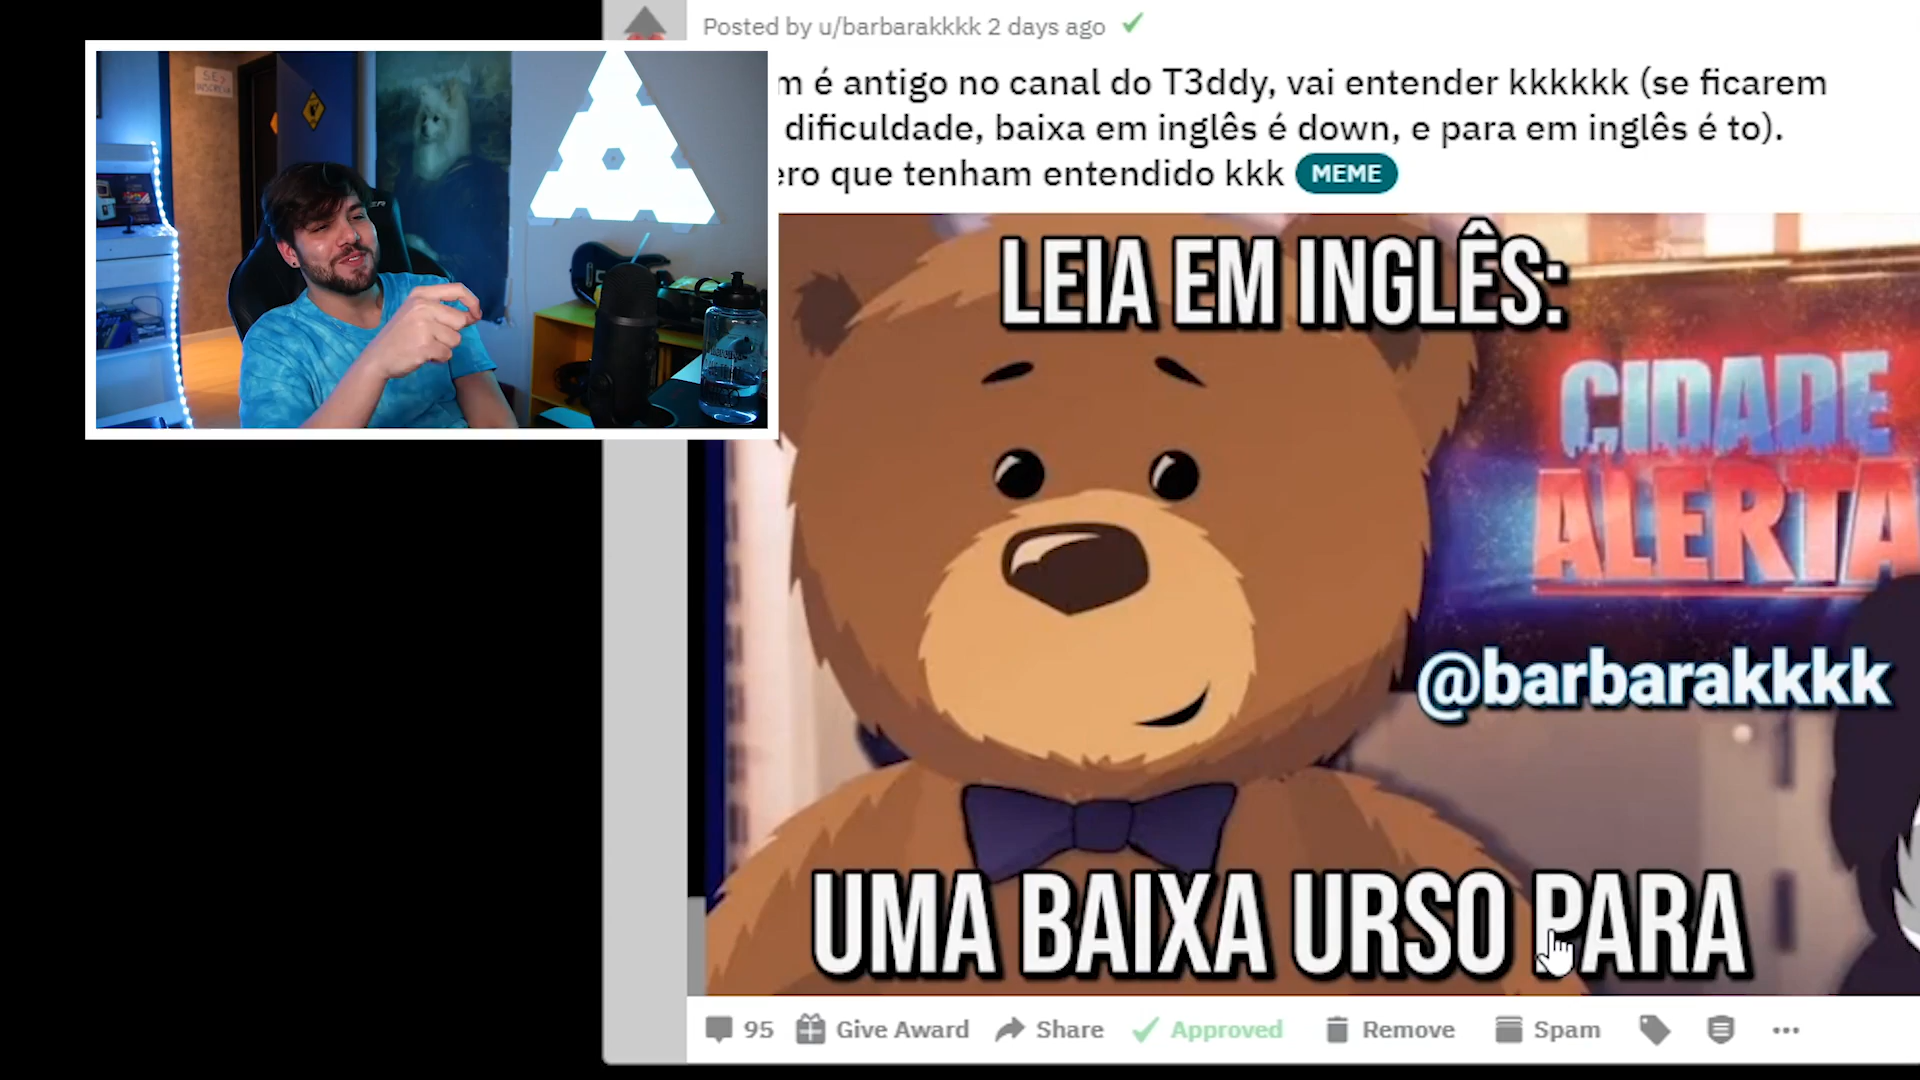 Posted by u/barbarakkkk 2 days ago
m é antigo no canal do T3ddy, vai entender kkkkkk (se ficarem
dificuldade, baixa em inglês é down, e para em inglês é to).
ero que tenham entendido kkk MEME
SE
INSCREVA
LEIA EM INGLÊS:
CIDADE
ALERTA
@barbarakkkk
UMA BAIXA URSO PARA
95 Give Award Share Approved Remove Spam